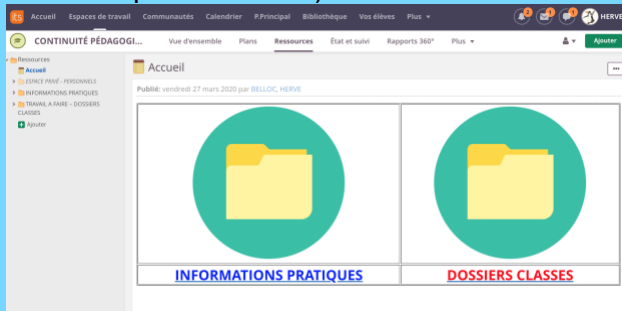 its Accueil Espaces de travail Communautés Calendrier P.Principal Bibliothèque Vos élèves Plus HERVE
CONTINUITÉ PÉDAGOGI... Vue d'ensemble Plans Ressources État et suivi Rapports 360° Plus Ajouter
Ressources
Accueil
ESPACE PRIVÉ - PERSONNELS
INFORMATIONS PRATIQUES
TRAVAIL A FAIRE - DOSSIERS
CLASSES
Ajouter
Accueil
Publié: vendredi 27 mars 2020 par BELLOC, HERVE
INFORMATIONS PRATIQUES DOSSIERS CLASSES